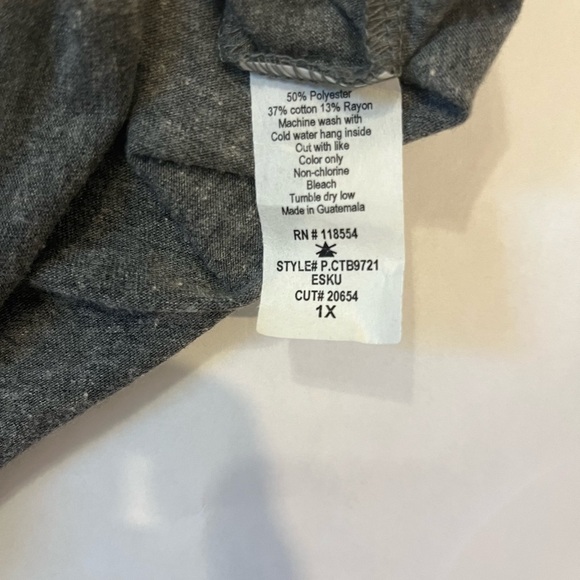 50% Polyester
37% cotton 13% Rayon
Machine wash with
Cold water hang inside
Out with like
Color only
Non-chlorine
Bleach
Tumble dry low
Made in Guatemala
RN # 118554
STYLE# P.CTB9721
ESKU
CUT# 20654
1X